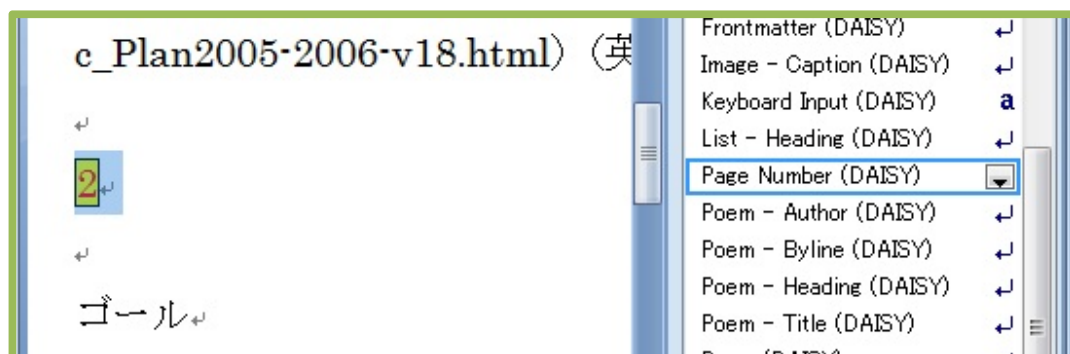 c_Plan2005-2006-v18.html）（英
2
ゴール
Frontmatter (DAISY)
Image - Caption (DAISY)
Keyboard Input (DAISY) a
List - Heading (DAISY)
Page Number (DAISY)
Poem - Author (DAISY)
Poem - Byline (DAISY)
Poem - Heading (DAISY)
Poem - Title (DAISY)